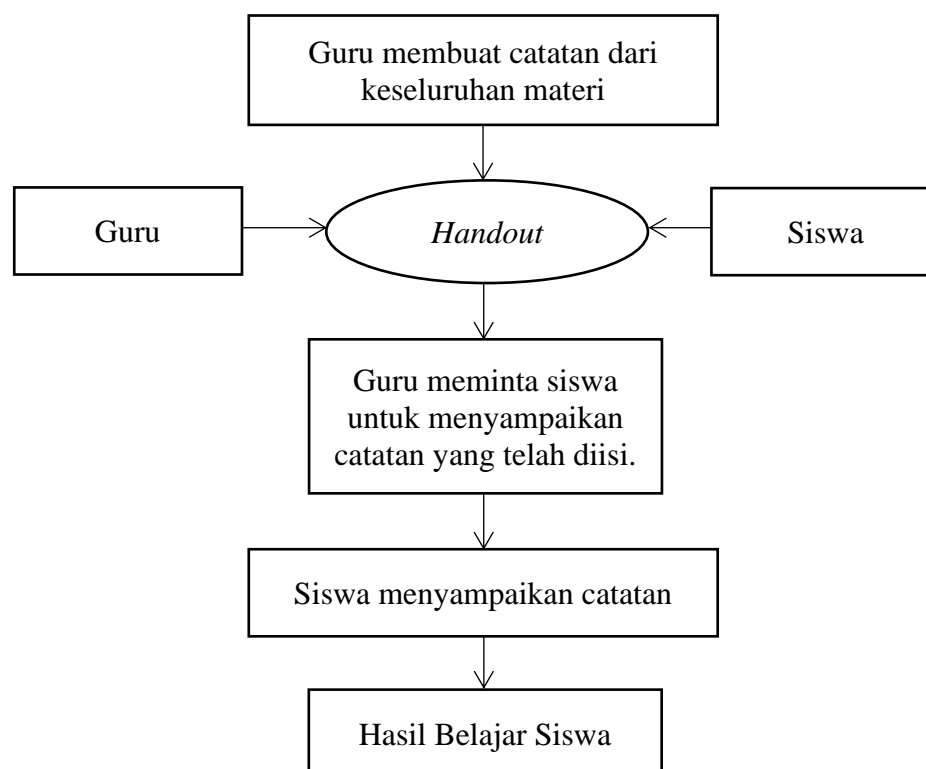 Guru membuat catatan dari
keseluruhan materi
Guru
Handout
Siswa
Guru meminta siswa
untuk menyampaikan
catatan yang telah diisi.
Siswa menyampaikan catatan
Hasil Belajar Siswa